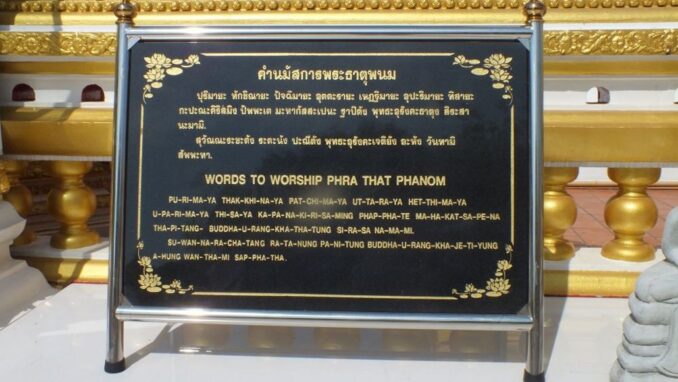 คำนมัสการพระธาตุพนม
ปุริมายะ ทักขิณายะ ปัจฉิมายะ อุตตะรายะ เหฏฐิมายะ อุปะริมายะ ทิสายะ
กะปะณะคิริสมิง ปัพพะเต มะหากัสสะเปนะ ฐาปิตัง พุทธะอุรังคะธาตุง สิระสา
นะมามิ.
สุวัณณะระชะตัง ระตะนัง ปะณีตัง พุทธะอุรังคะเจติยัง อะหัง วันทามิ
สัพพะทา.
WORDS TO WORSHIP PHRA THAT PHANOM
PU-RI-MA-YA THAK-KHI-NA-YA PAT-CHI-MA-YA UT-TA-RA-YA HET-THI-MA-YA
U-PA-RI-MA-YA THI-SA-YA KA-PA-NA-KI-RI-SA-MING PHAP-PHA-TE MA-HA-KAT-SA-PE-NA
THA-PI-TANG- BUDDHA-U-RANG-KHA-THA-TUNG SI-RA-SA NA-MA-MI.
SU-WAN-NA-RA-CHA-TANG RA-TA-NUNG PA-NI-TUNG BUDDHA-U-RANG-KHA-JE-TI-YUNG
A-HUNG WAN-THA-MI SAP-PHA-THA.